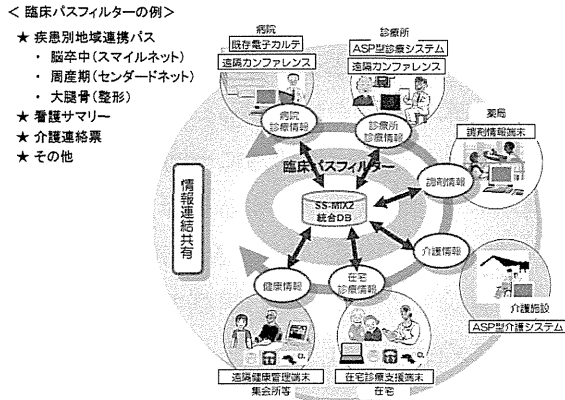 ＜ 臨床パスフィルターの例＞
★ 疾患別地域連携パス
・ 脳卒中(スマイルネット)
・ 周産期(センダードネット)
・ 大腿骨(整形)
★ 看護サマリー
★ 介護連絡票
★ その他
病院
既存電子カルテ
遠隔カンファレンス
診療所
ASP型診療システム
遠隔カンファレンス
病院
診療情報
診療所
診療情報
薬局
調剤情報端末
臨床パスフィルター
調剤情報
情報連結共有
SS-MIX2
統合DB
介護情報
健康情報
在宅
診療情報
介護施設
ASP型介護システム
遠隔健康管理端末
集会所等
在宅診療支援端末
在宅